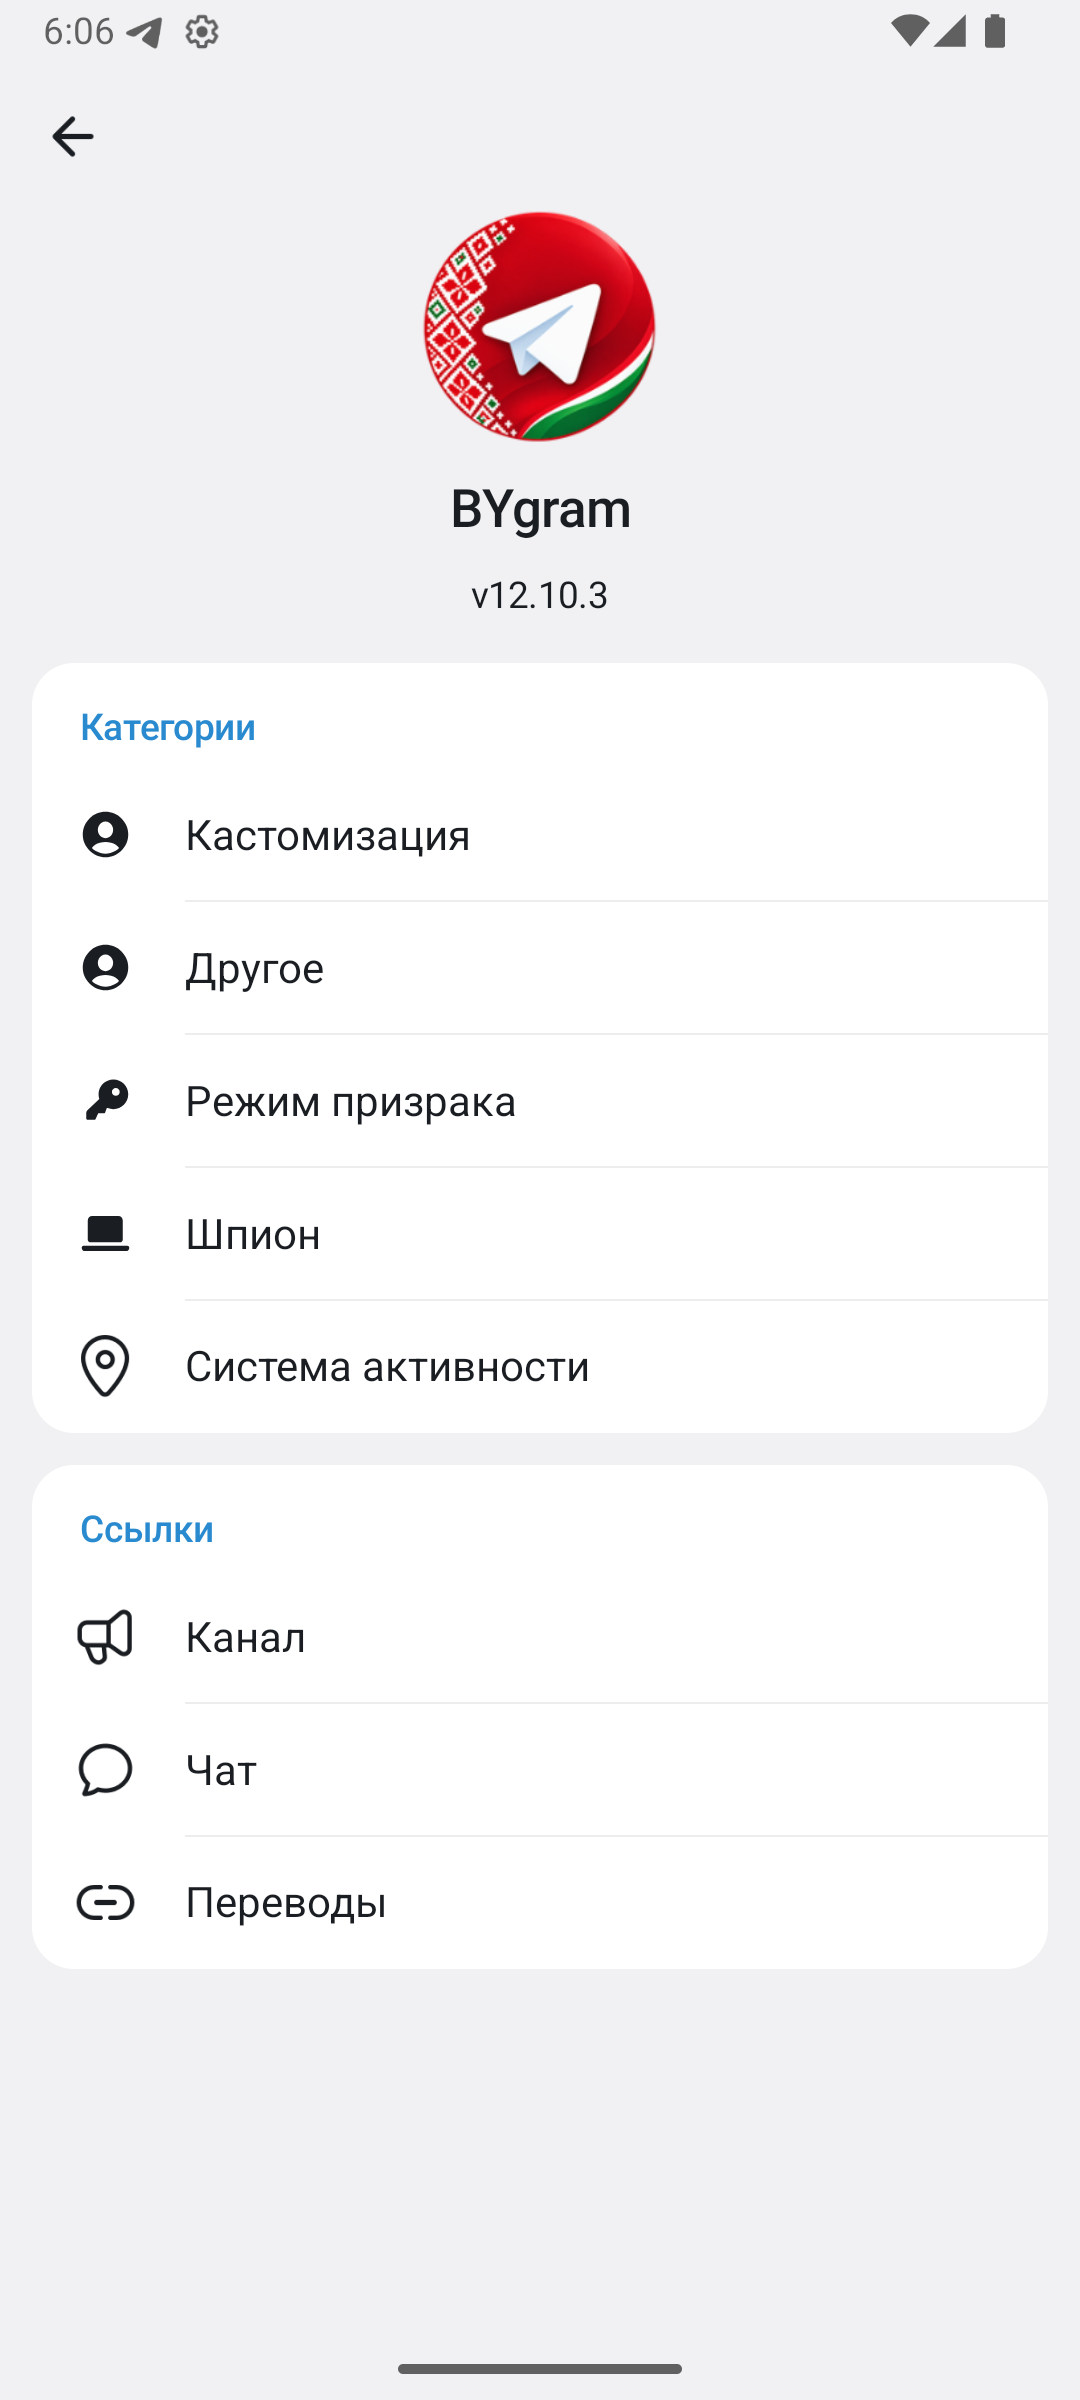 6:06
BYgram
v12.10.3
Категории
Кастомизация
Другое
Режим призрака
Шпион
Система активности
Ссылки
Канал
Чат
Переводы